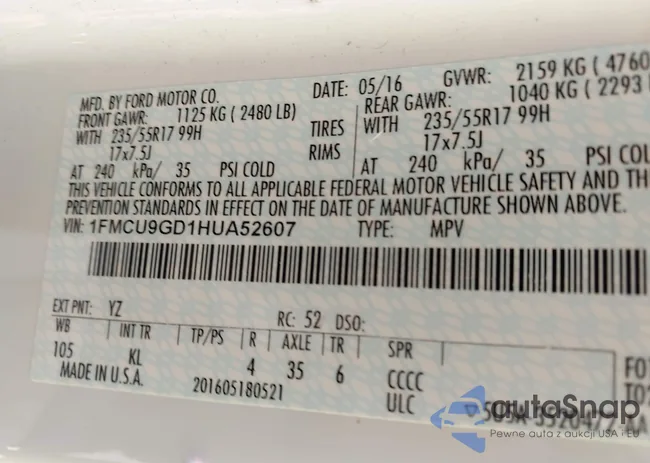 MFD. BY FORD MOTOR CO. DATE: 05/16 GVWR: 2159 KG ( 4760
FRONT GAWR: 1125 KG ( 2480 LB) REAR GAWR: 1040 KG ( 2293
WITH 235/55R17 99H TIRES WITH 235/55R17 99H
17x7.5J RIMS 17x7.5J
AT 240 kPa/ 35 PSI COLD AT 240 kPa/ 35 PSI COL
THIS VEHICLE CONFORMS TO ALL APPLICABLE FEDERAL MOTOR VEHICLE SAFETY AND THE
PREVENTION STANDARDS IN EFFECT ON THE DATE OF MANUFACTURE SHOWN ABOVE.
VIN: 1FMCU9GD1HUA52607 TYPE: MPV
EXT PNT: YZ RC: 52 DSO:
WB INT TR TP/PS R AXLE TR SPR
105 KL 4 35 6 CCCC
MADE IN U.S.A. 201605180521 ULC
autoSnap
Pewne auta z aukcji USA i EU